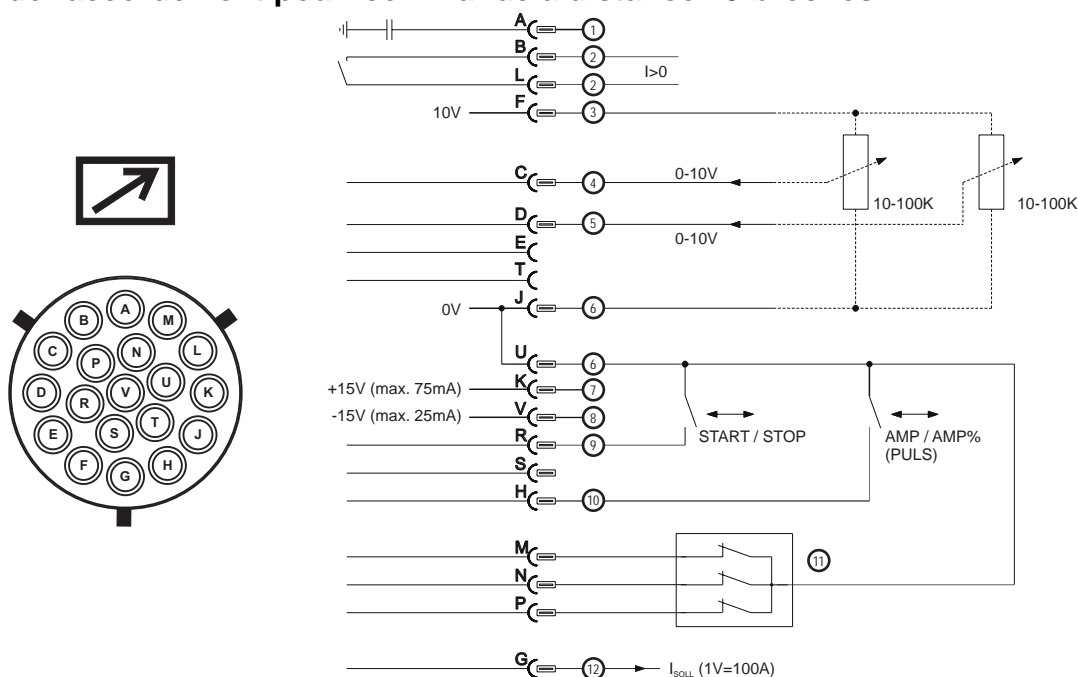 A 1
B 2
I>0
L 2
10V F 3
C 4 0-10V
10-100K 10-100K
D 5
0-10V
E
T
0V J 6
U 6
+15V (max. 75mA) K 7
-15V (max. 25mA) V 8
START / STOP
AMP / AMP%
(PULS)
R 9
S
H 10
M 11
N
P
G 12 I_SOLL (1V=100A)
A
B
M
C
P
N
L
D
R
V
U
K
E
S
T
J
F
G
H